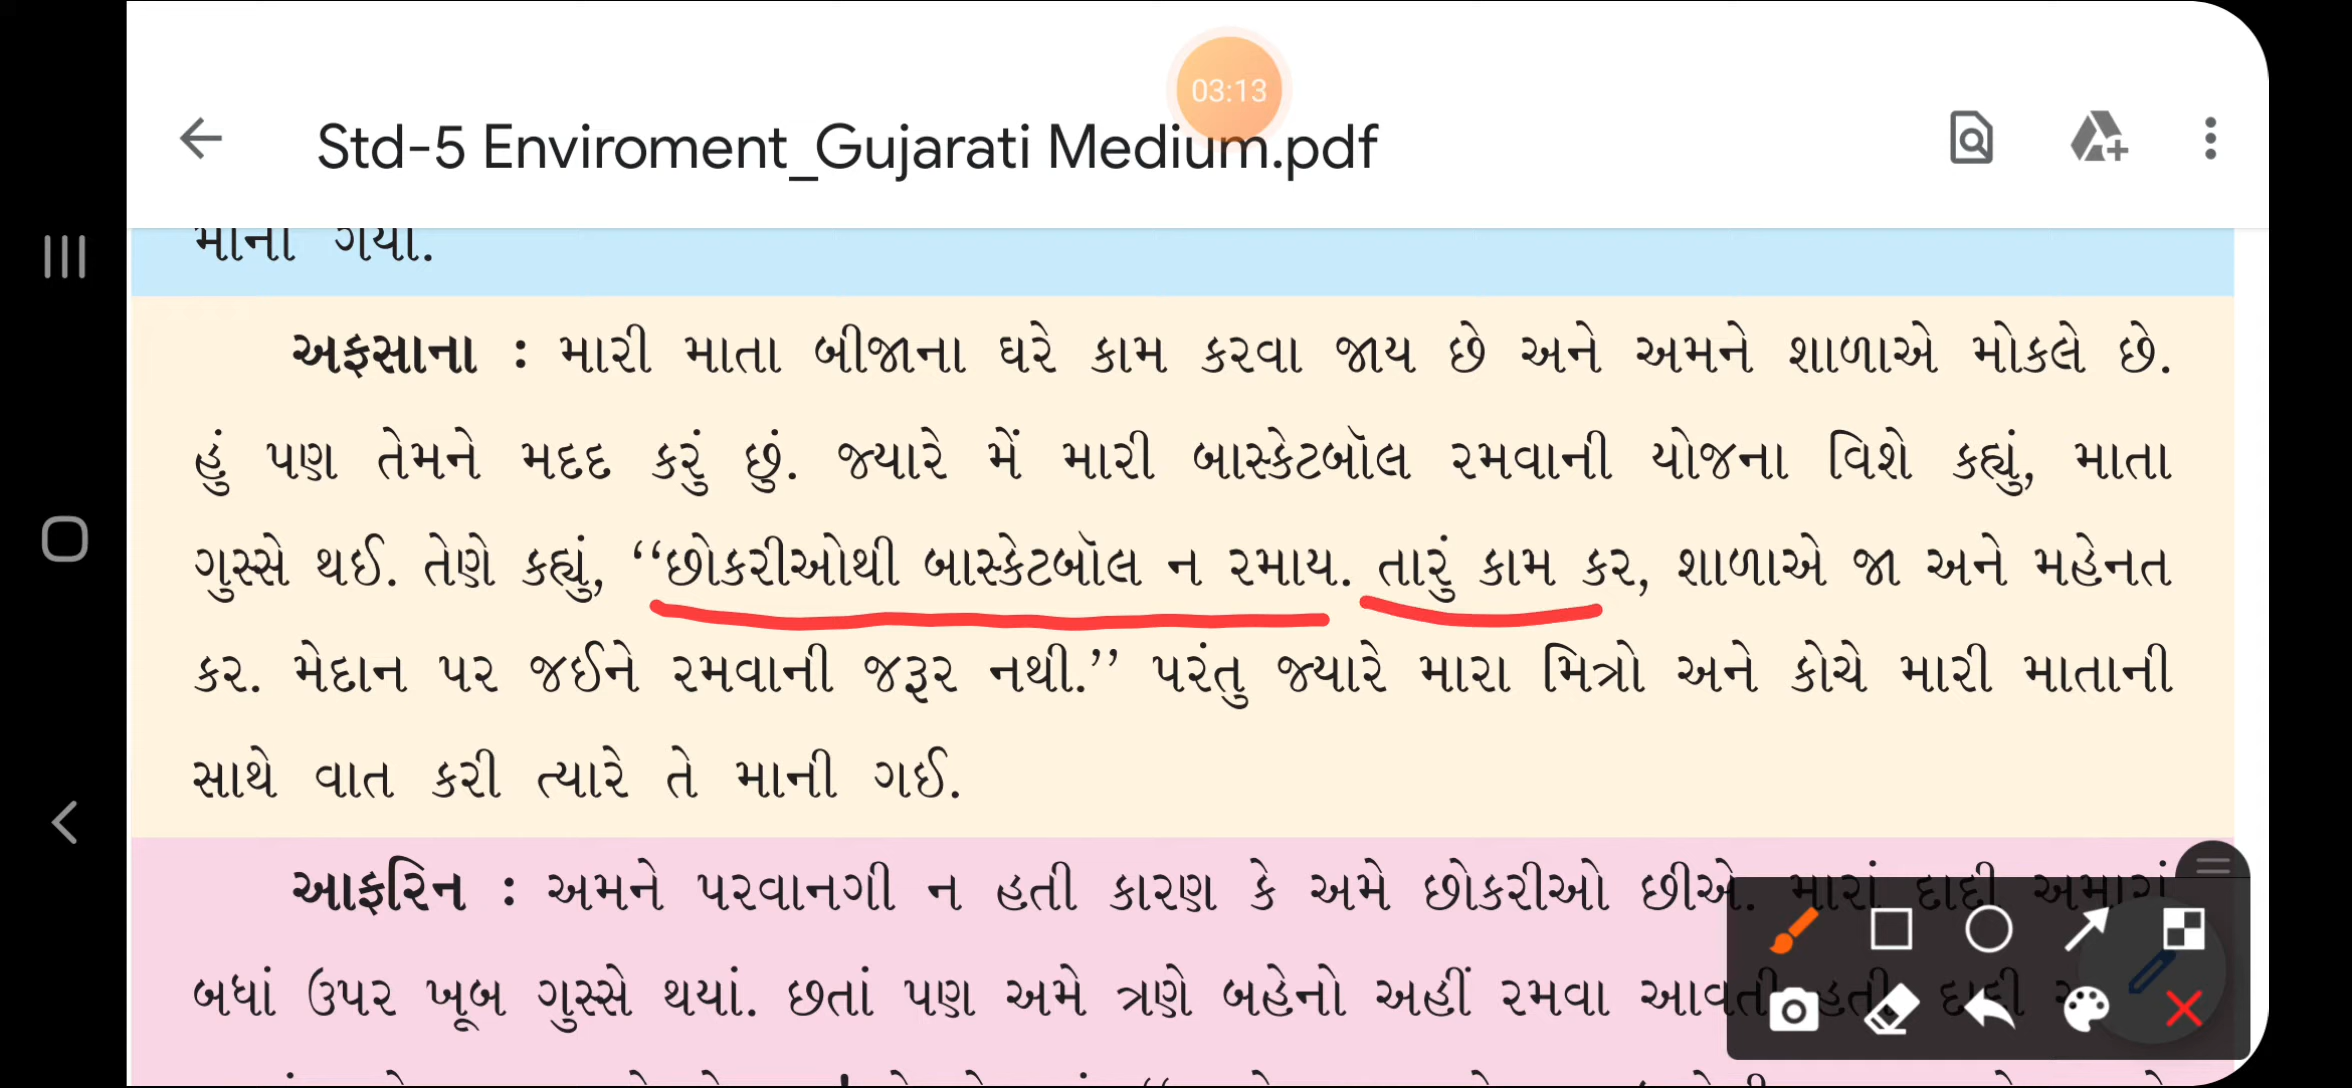 03:13
Std-5 Enviroment_Gujarati Medium.pdf
માની ગયા.
અફસાના : મારી માતા બીજાના ઘરે કામ કરવા જાય છે અને અમને શાળાએ મોકલે છે.
હું પણ તેમને મદદ કરું છું. જ્યારે મેં મારી બાસ્કેટબૉલ રમવાની યોજના વિશે કહ્યું, માતા
ગુસ્સે થઈ. તેણે કહ્યું, ‘‘છોકરીઓથી બાસ્કેટબૉલ ન રમાય. તારું કામ કર, શાળાએ જા અને મહેનત
કર. મેદાન પર જઈને રમવાની જરૂર નથી.’’ પરંતુ જ્યારે મારા મિત્રો અને કોચે મારી માતાની
સાથે વાત કરી ત્યારે તે માની ગઈ.
આફરિન : અમને પરવાનગી ન હતી કારણ કે અમે છોકરીઓ છીએ. મારાં દાદી અમારાં
બધાં ઉપર ખૂબ ગુસ્સે થયાં. છતાં પણ અમે ત્રણે બહેનો અહીં રમવા આવતી હતી દાદી